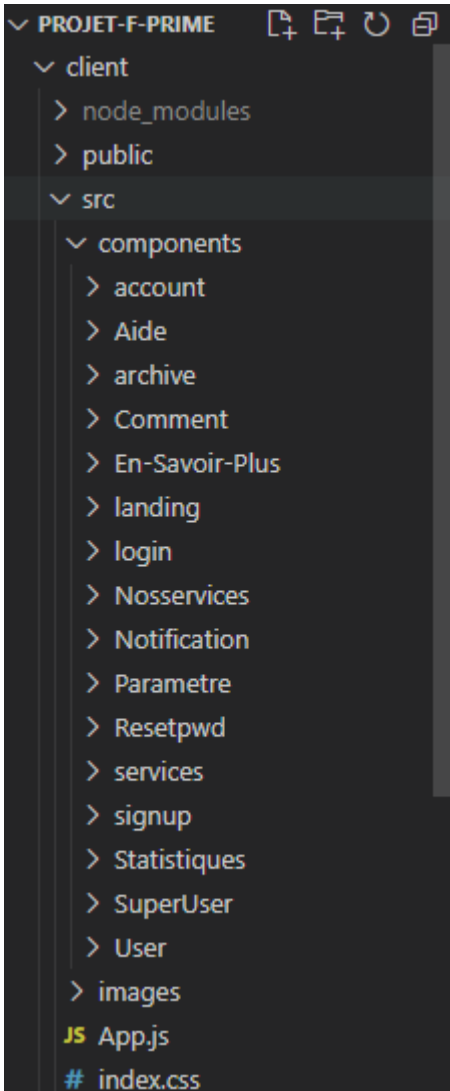 PROJET-F-PRIME
client
node_modules
public
src
components
account
Aide
archive
Comment
En-Savoir-Plus
landing
login
Nosservices
Notification
Parametre
Resetpwd
services
signup
Statistiques
SuperUser
User
images
JS App.js
# index.css